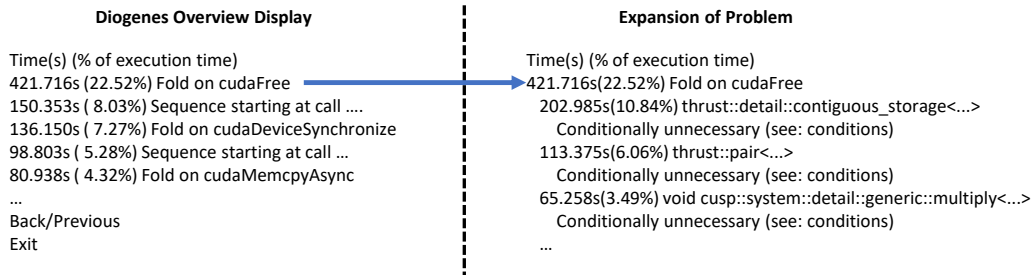 Diogenes Overview Display
Time(s) (% of execution time)
421.716s (22.52%) Fold on cudaFree
150.353s ( 8.03%) Sequence starting at call ....
136.150s ( 7.27%) Fold on cudaDeviceSynchronize
98.803s ( 5.28%) Sequence starting at call ...
80.938s ( 4.32%) Fold on cudaMemcpyAsync
...
Back/Previous
Exit
Expansion of Problem
Time(s) (% of execution time)
421.716s(22.52%) Fold on cudaFree
202.985s(10.84%) thrust::detail::contiguous_storage<...>
Conditionally unnecessary (see: conditions)
113.375s(6.06%) thrust::pair<...>
Conditionally unnecessary (see: conditions)
65.258s(3.49%) void cusp::system::detail::generic::multiply<...>
Conditionally unnecessary (see: conditions)
...